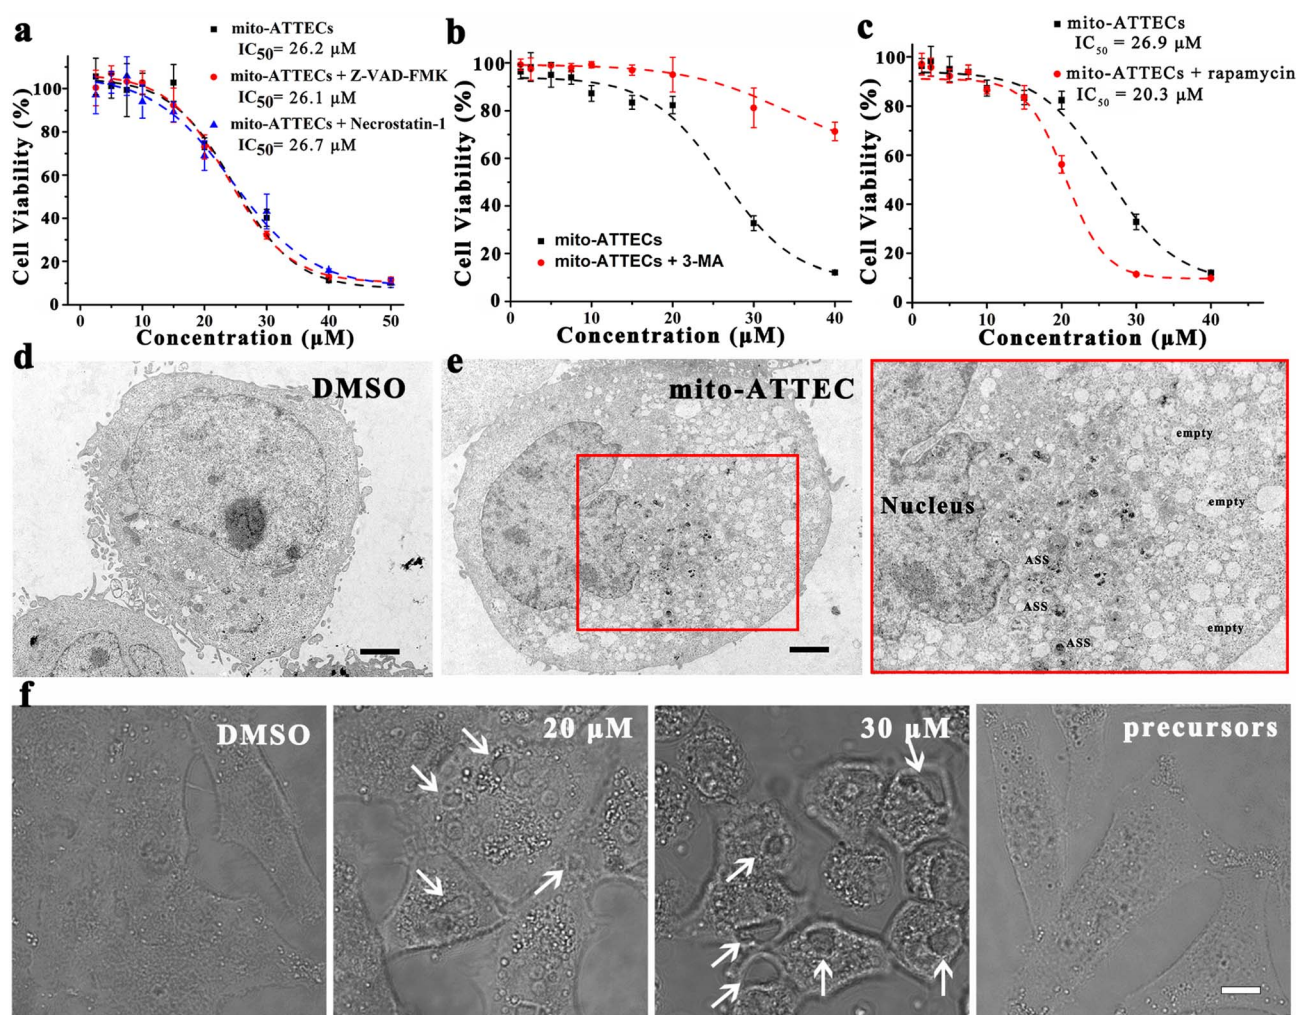 a
mito-ATTECs
IC50= 26.2 μM
mito-ATTECs + Z-VAD-FMK
IC50= 26.1 μM
mito-ATTECs + Necrostatin-1
IC50= 26.7 μM
Cell Viability (%)
100
80
60
40
20
0
0 10 20 30 40 50
Concentration (μM)
b
mito-ATTECs
mito-ATTECs + 3-MA
Cell Viability (%)
100
80
60
40
20
0
0 10 20 30 40
Concentration (μM)
c
mito-ATTECs
IC50 = 26.9 μM
mito-ATTECs + rapamycin
IC50 = 20.3 μM
Cell Viability (%)
100
80
60
40
20
0
0 10 20 30 40
Concentration (μM)
d
DMSO
e
mito-ATTEC
empty
empty
Nucleus
ASS
ASS
empty
ASS
f
DMSO
20 μM
30 μM
precursors